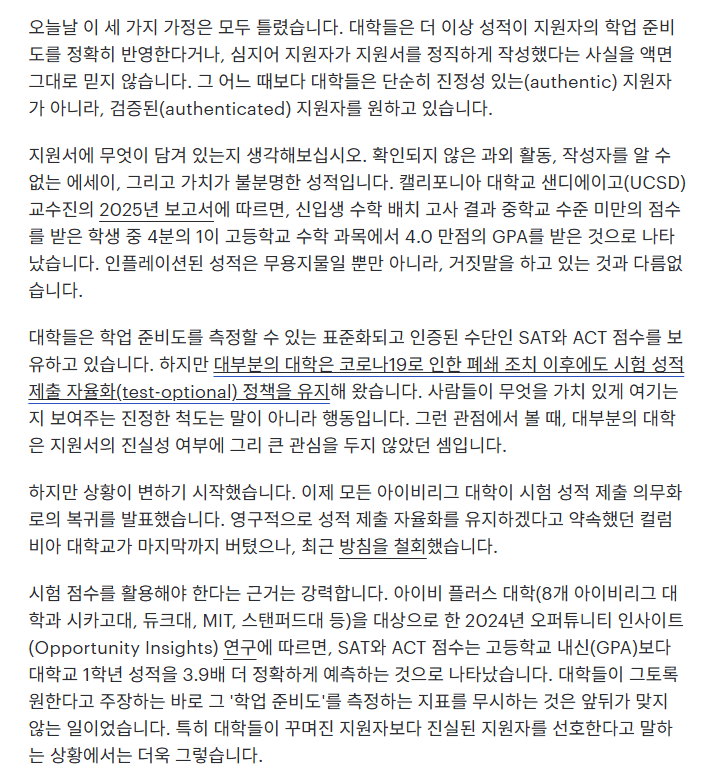 오늘날 이 세 가지 가정은 모두 틀렸습니다. 대학들은 더 이상 성적이 지원자의 학업 준비
도를 정확히 반영한다거나, 심지어 지원자가 지원서를 정직하게 작성했다는 사실을 액면
그대로 믿지 않습니다. 그 어느 때보다 대학들은 단순히 진정성 있는(authentic) 지원자
가 아니라, 검증된(authenticated) 지원자를 원하고 있습니다.
지원서에 무엇이 담겨 있는지 생각해보십시오. 확인되지 않은 과외 활동, 작성자를 알 수
없는 에세이, 그리고 가치가 불분명한 성적입니다. 캘리포니아 대학교 샌디에이고(UCSD)
교수진의 2025년 보고서에 따르면, 신입생 수학 배치 고사 결과 중학교 수준 미만의 점수
를 받은 학생 중 4분의 1이 고등학교 수학 과목에서 4.0 만점의 GPA를 받은 것으로 나타
났습니다. 인플레이션된 성적은 무용지물일 뿐만 아니라, 거짓말을 하고 있는 것과 다름없
습니다.
대학들은 학업 준비도를 측정할 수 있는 표준화되고 인증된 수단인 SAT와 ACT 점수를 보
유하고 있습니다. 하지만 대부분의 대학은 코로나19로 인한 폐쇄 조치 이후에도 시험 성적
제출 자율화(test-optional) 정책을 유지해 왔습니다. 사람들이 무엇을 가치 있게 여기는
지 보여주는 진정한 척도는 말이 아니라 행동입니다. 그런 관점에서 볼 때, 대부분의 대학
은 지원서의 진실성 여부에 그리 큰 관심을 두지 않았던 셈입니다.
하지만 상황이 변하기 시작했습니다. 이제 모든 아이비리그 대학이 시험 성적 제출 의무화
로의 복귀를 발표했습니다. 영구적으로 성적 제출 자율화를 유지하겠다고 약속했던 컬럼
비아 대학교가 마지막까지 버텼으나, 최근 방침을 철회했습니다.
시험 점수를 활용해야 한다는 근거는 강력합니다. 아이비 플러스 대학(8개 아이비리그 대
학과 시카고대, 듀크대, MIT, 스탠퍼드대 등)을 대상으로 한 2024년 오퍼튜니티 인사이트
(Opportunity Insights) 연구에 따르면, SAT와 ACT 점수는 고등학교 내신(GPA)보다
대학교 1학년 성적을 3.9배 더 정확하게 예측하는 것으로 나타났습니다. 대학들이 그토록
원한다고 주장하는 바로 그 '학업 준비도'를 측정하는 지표를 무시하는 것은 앞뒤가 맞지
않는 일이었습니다. 특히 대학들이 꾸며진 지원자보다 진실된 지원자를 선호한다고 말하
는 상황에서는 더욱 그렇습니다.